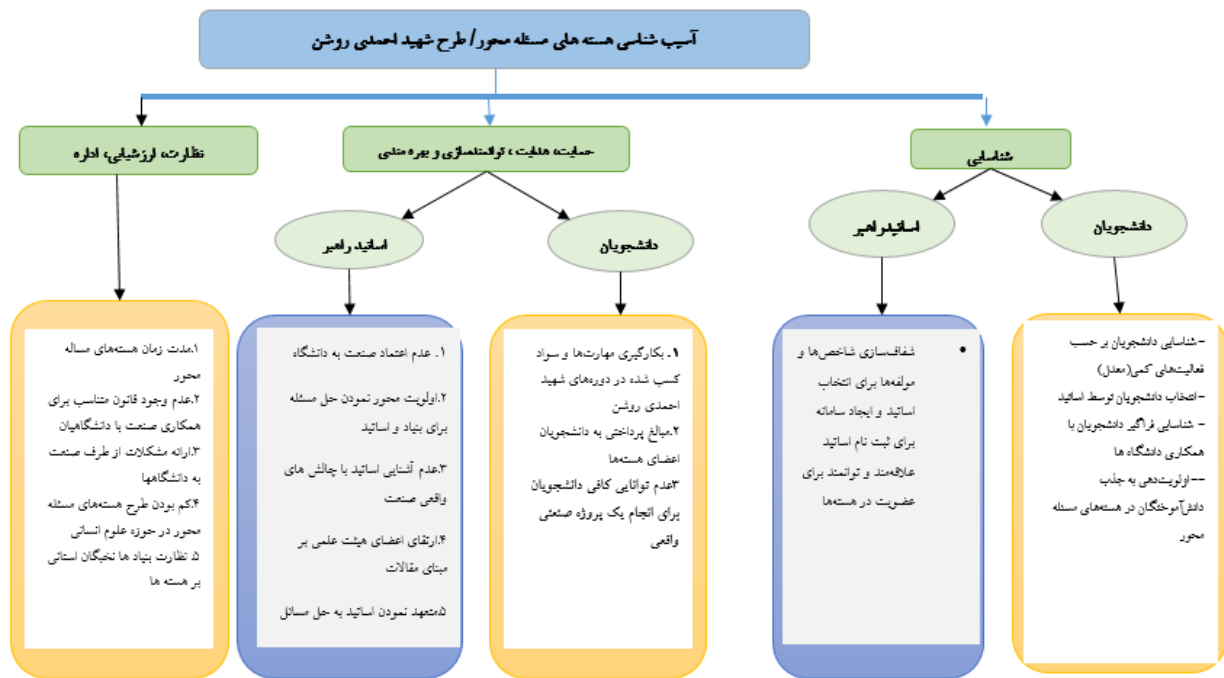 آسیب شناسی هسته های مسئله محور/ طرح شهید احمدی روشن
شناسایی
حمایت، هدایت، توانمندسازی و بهره مندی
نظارت، ارزشیابی، اداره
دانشجویان
اساتید راهبر
دانشجویان
اساتید راهبر
-شناسایی دانشجویان بر حسب
فعالیت‌های کمی(معدل)
-انتخاب دانشجویان توسط اساتید
- شناسایی فراگیر دانشجویان با
همکاری دانشگاه ها
--اولویت‌دهی به جذب
دانش‌آموختگان در هسته‌های مسئله
محور
• شفاف‌سازی شاخص‌ها و
مولفه‌ها برای انتخاب
اساتید و ایجاد سامانه
برای ثبت نام اساتید
علاقه‌مند و توانمند برای
عضویت در هسته‌ها
۱. بکارگیری مهارت‌ها و سواد
کسب شده در دوره‌های شهید
احمدی روشن
۲.مبالغ پرداختی به دانشجویان
اعضای هسته‌ها
۳عدم توانایی کافی دانشجویان
برای انجام یک پروژه صنعتی
واقعی
۱. عدم اعتماد صنعت به دانشگاه
۲.اولویت محور نمودن حل مسئله
برای بنیاد و اساتید
۳.عدم آشنایی اساتید با چالش های
واقعی صنعت
۴.ارتقای اعضای هیئت علمی بر
مبنای مقالات
۵.متعهد نمودن اساتید به حل مسائل
۱.مدت زمان هسته‌های مساله
محور
۲.عدم وجود قانون متناسب برای
همکاری صنعت با دانشگاهیان
۳.ارائه مشکلات از طرف صنعت
به دانشگاهها
۴.کم بودن طرح هسته‌های مسئله
محور در حوزه علوم انسانی
۵. نظارت بنیاد ها نخبگان استانی
بر هسته ها